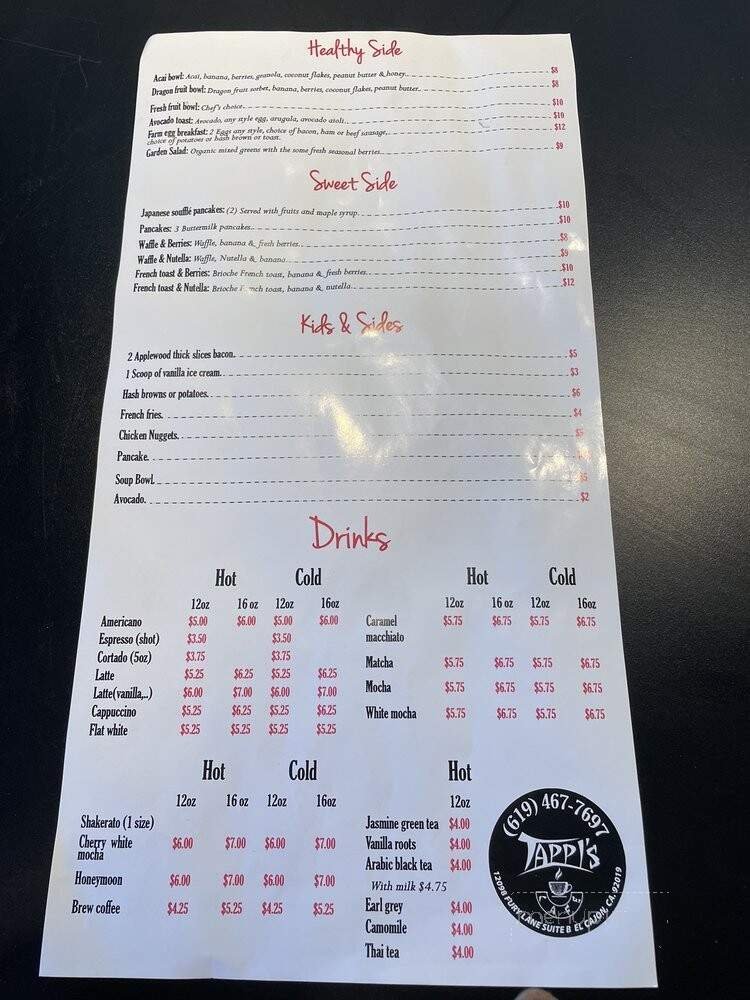 Healthy Side
Acai bowl: Acai, banana, berries, geanola, coconut flakes, peanut butter & honey. $8
Dragon fruit bowl: Dragon fruit sorbet, banana, berries, coconut flakes, peanut butter. $8
Fresh fruit bowl: Chef's choice. $10
Avocado toast: Avocado, any style egg, arugula, avocado aioli. $10
Farm egg breakfast: 2 Eggs any style, choice of bacon, ham or beef sausage, $12
choice of potatoes or hash brown or toast.
Garden Salad: Organic mixed greens with the some fresh seasonal berries. $9
Sweet Side
Japanese soufflé pancakes: (2) Served with fruits and maple syrup. $10
Pancakes: 3 Buttermilk pancakes. $10
Waffle & Berries: Waffle, banana & fresh berries. $8
Waffle & Nutella: Waffle, Nutella & banana. $9
French toast & Berries: Brioche French toast, banana & fresh berries. $10
French toast & Nutella: Brioche French toast, banana & nutella. $12
Kids & Sides
2 Applewood thick slices bacon. $5
1 Scoop of vanilla ice cream. $3
Hash browns or potatoes. $6
French fries. $4
Chicken Nuggets. $5
Pancake.
Soup Bowl. $5
Avocado. $2
Drinks
Hot Cold
12oz 16 oz 12oz 16oz
Americano $5.00 $6.00 $5.00 $6.00
Espresso (shot) $3.50 $3.50
Cortado (5oz) $3.75 $3.75
Latte $5.25 $6.25 $5.25 $6.25
Latte(vanilla,..) $6.00 $7.00 $6.00 $7.00
Cappuccino $5.25 $6.25 $5.25 $6.25
Flat white $5.25 $5.25 $5.25 $5.25
Hot Cold
12oz 16 oz 12oz 16oz
Caramel $5.75 $6.75 $5.75 $6.75
macchiato
Matcha $5.75 $6.75 $5.75 $6.75
Mocha $5.75 $6.75 $5.75 $6.75
White mocha $5.75 $6.75 $5.75 $6.75
Hot Cold
12oz 16 oz 12oz 16oz
Shakerato (1 size)
Cherry white $6.00 $7.00 $6.00 $7.00
mocha
Honeymoon $6.00 $7.00 $6.00 $7.00
Brew coffee $4.25 $5.25 $4.25 $5.25
Hot
12oz
Jasmine green tea $4.00
Vanilla roots $4.00
Arabic black tea $4.00
With milk $4.75
Earl grey $4.00
Camomile $4.00
Thai tea $4.00
(619) 467-7697
TAPPI'S
CAFE
12098 FURY LANE SUITE B EL CAJON, CA. 92019